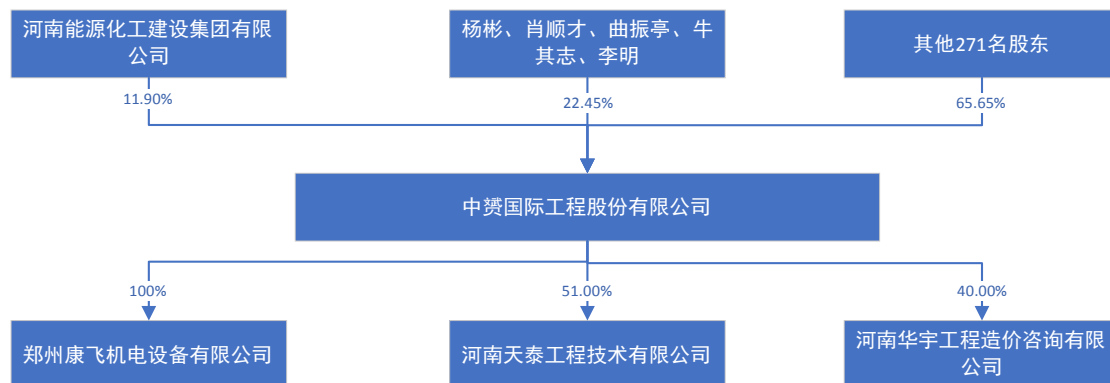 河南能源化工建设集团有限
公司
杨彬、肖顺才、曲振亭、牛
其志、李明
其他271名股东
11.90%
22.45%
65.65%
中赟国际工程股份有限公司
100%
51.00%
40.00%
郑州康飞机电设备有限公司
河南天泰工程技术有限公司
河南华宇工程造价咨询有限
公司